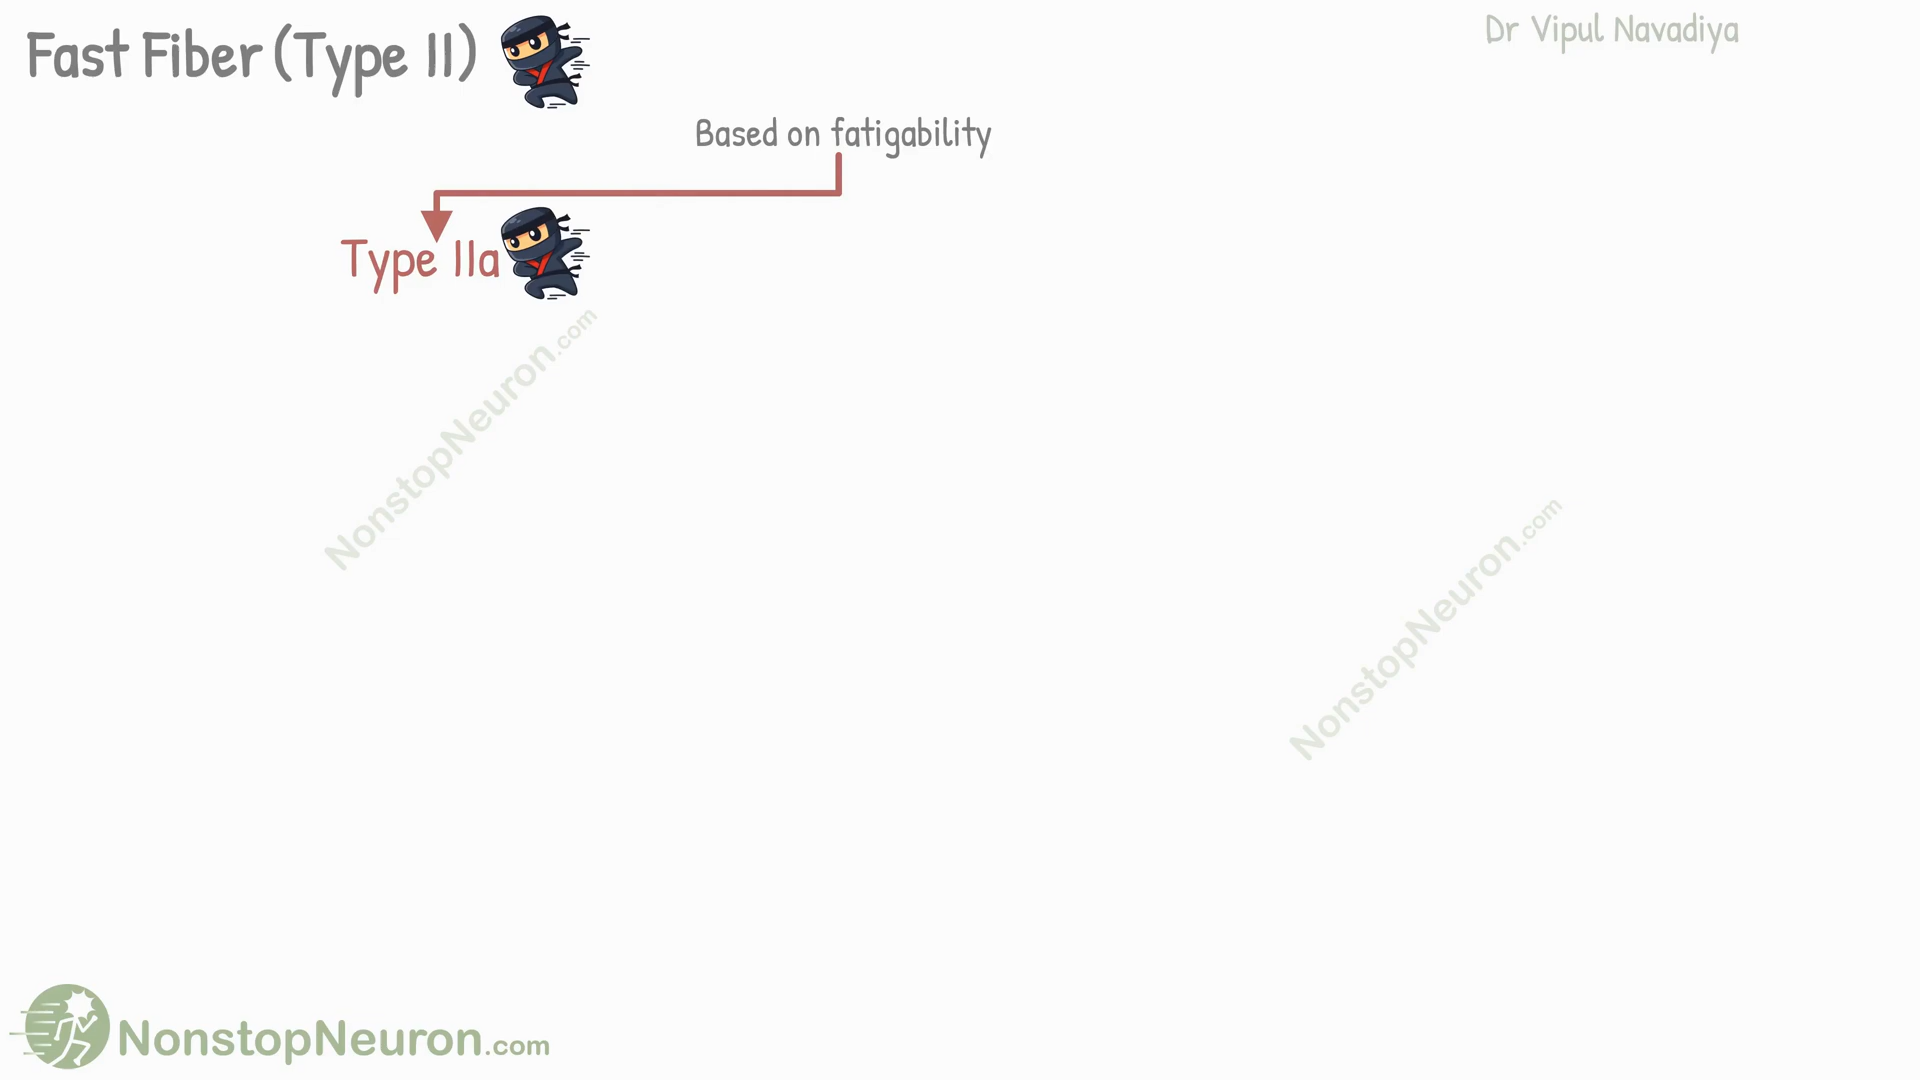 Fast Fiber (Type II)
Dr Vipul Navadiya
Based on fatigability
Type IIa
NonstopNeuron.com
NonstopNeuron.com
NonstopNeuron.com